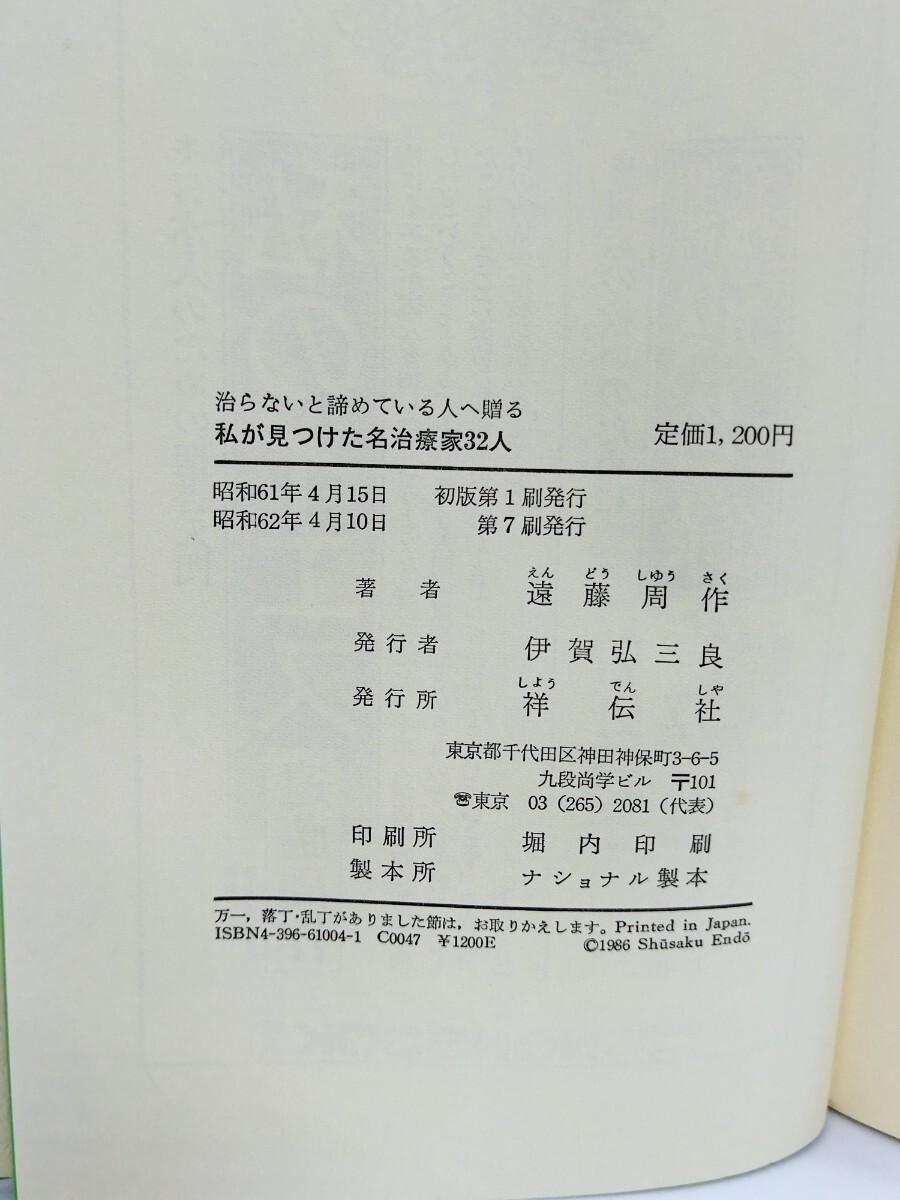 治らないと諦めている人へ贈る
私が見つけた名治療家32人 定価1,200円
昭和61年4月15日 初版第1刷発行
昭和62年4月10日 第7刷発行
著者 遠藤周作
えん どう しゆう さく
発行者 伊賀弘三良
発行所 祥伝社
しよう でん しや
東京都千代田区神田神保町3-6-5
九段尚学ビル 〒101
☎東京 03(265)2081(代表)
印刷所 堀内印刷
製本所 ナショナル製本
万一,落丁・乱丁がありました節は,お取りかえします。Printed in Japan.
ISBN4-396-61004-1 C0047 ¥1200E ©1986 Shūsaku Endō